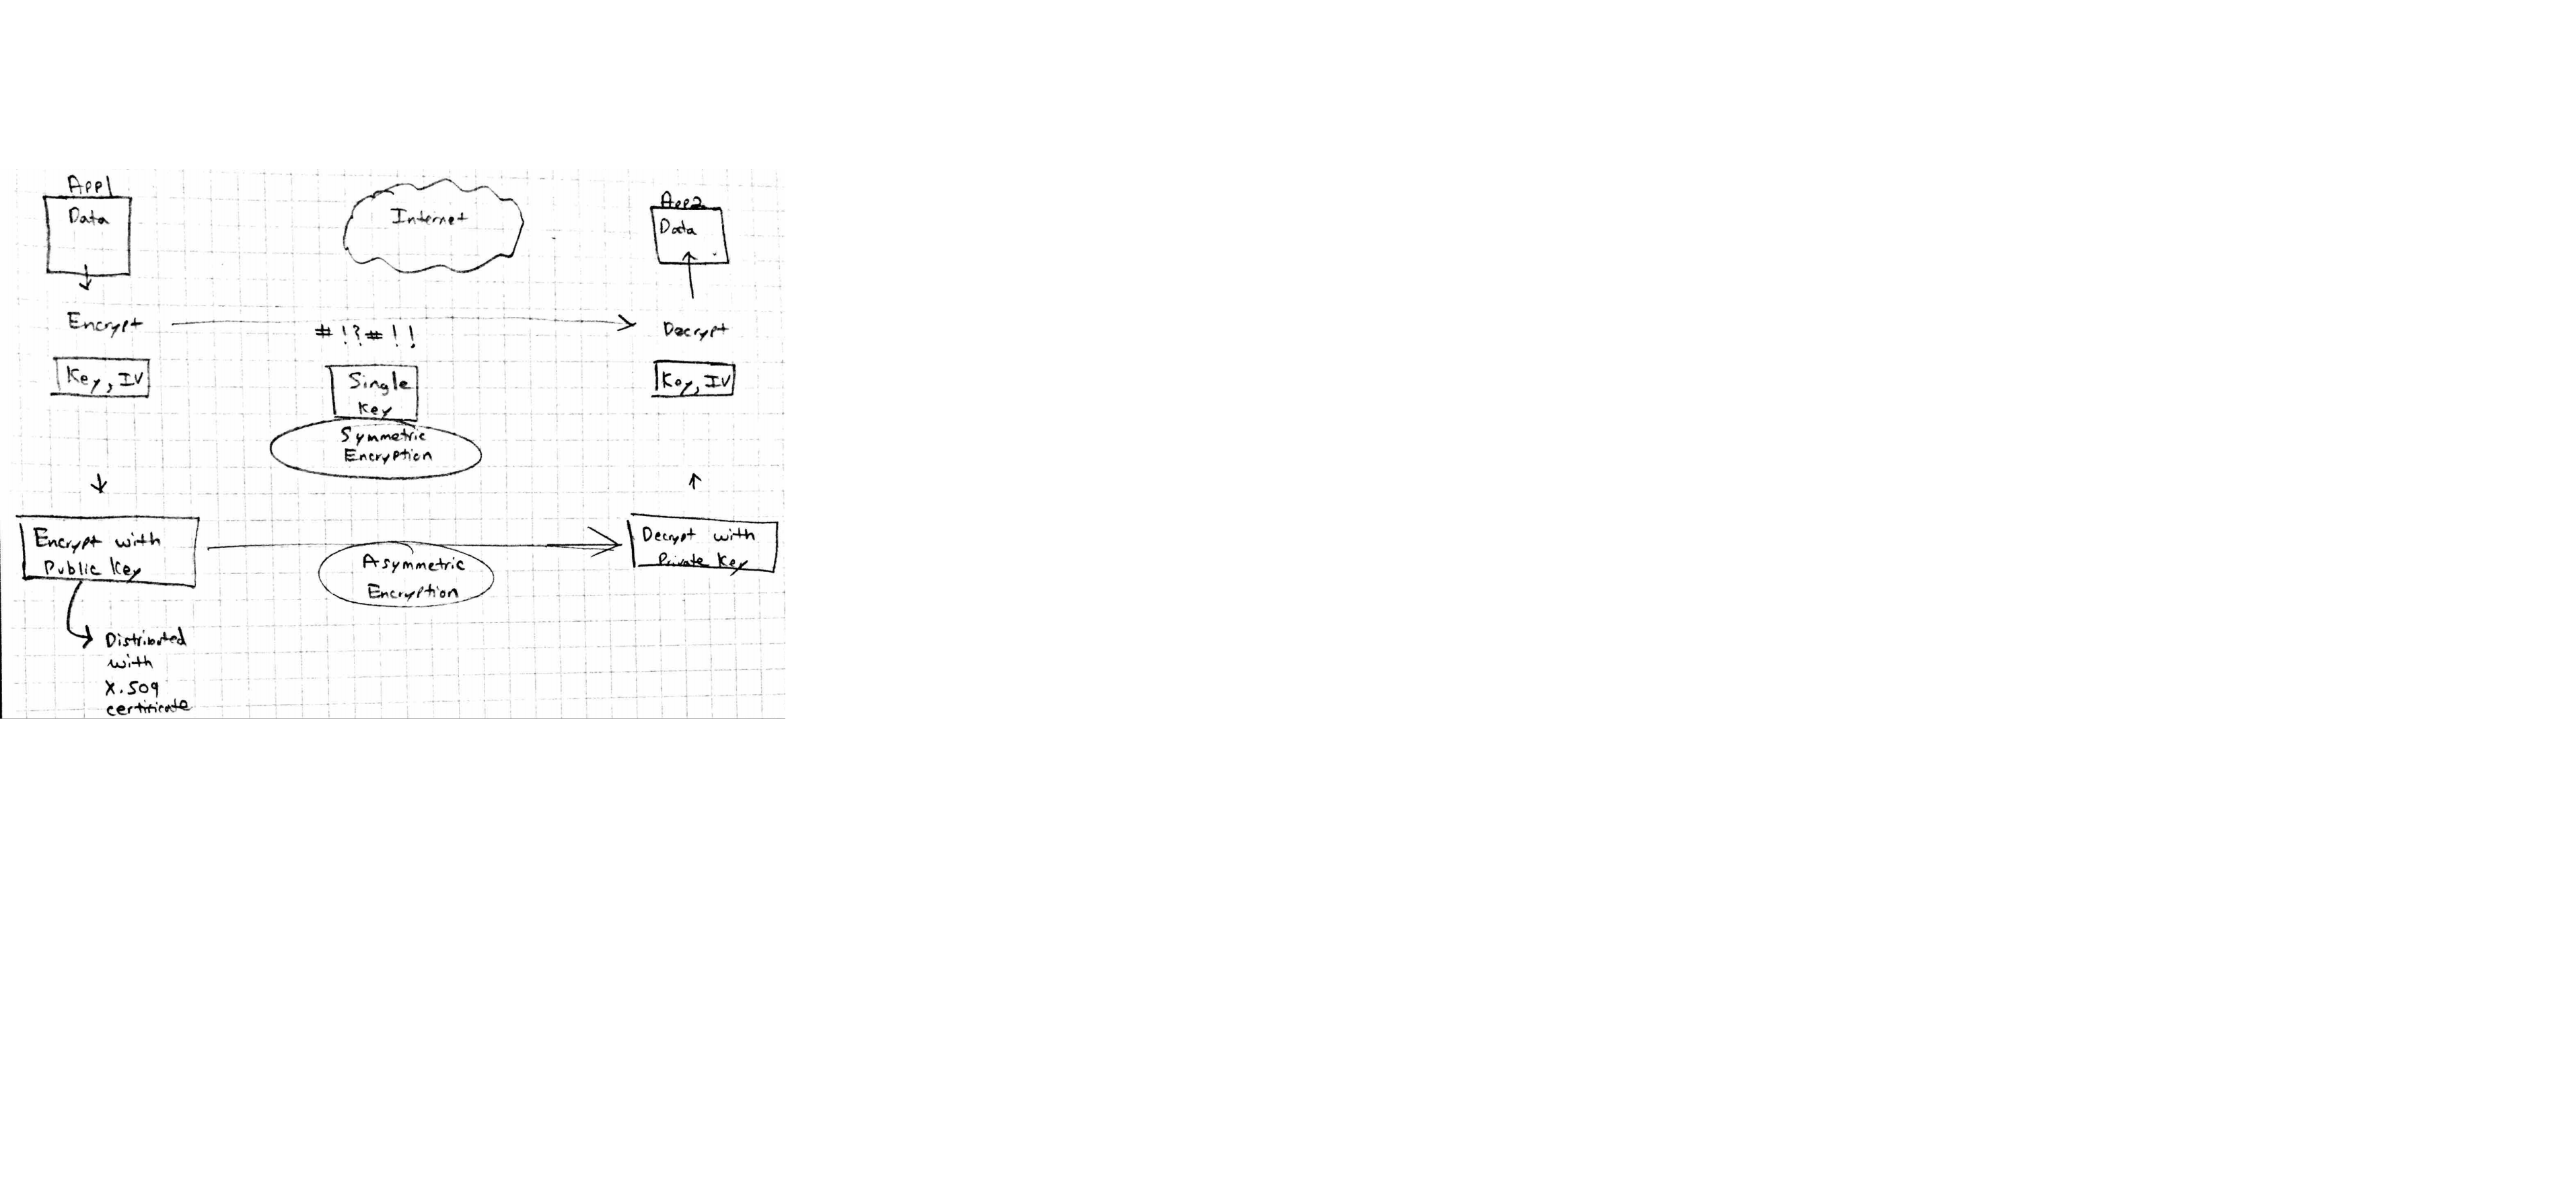 App1
Data
Internet
App2
Data
Encrypt
#!?#!!
Decrypt
Key, IV
Single
Key
Key, IV
Symmetric
Encryption
Encrypt with
Public Key
Asymmetric
Encryption
Decrypt with
Private Key
Distributed
with
X.509
certificate